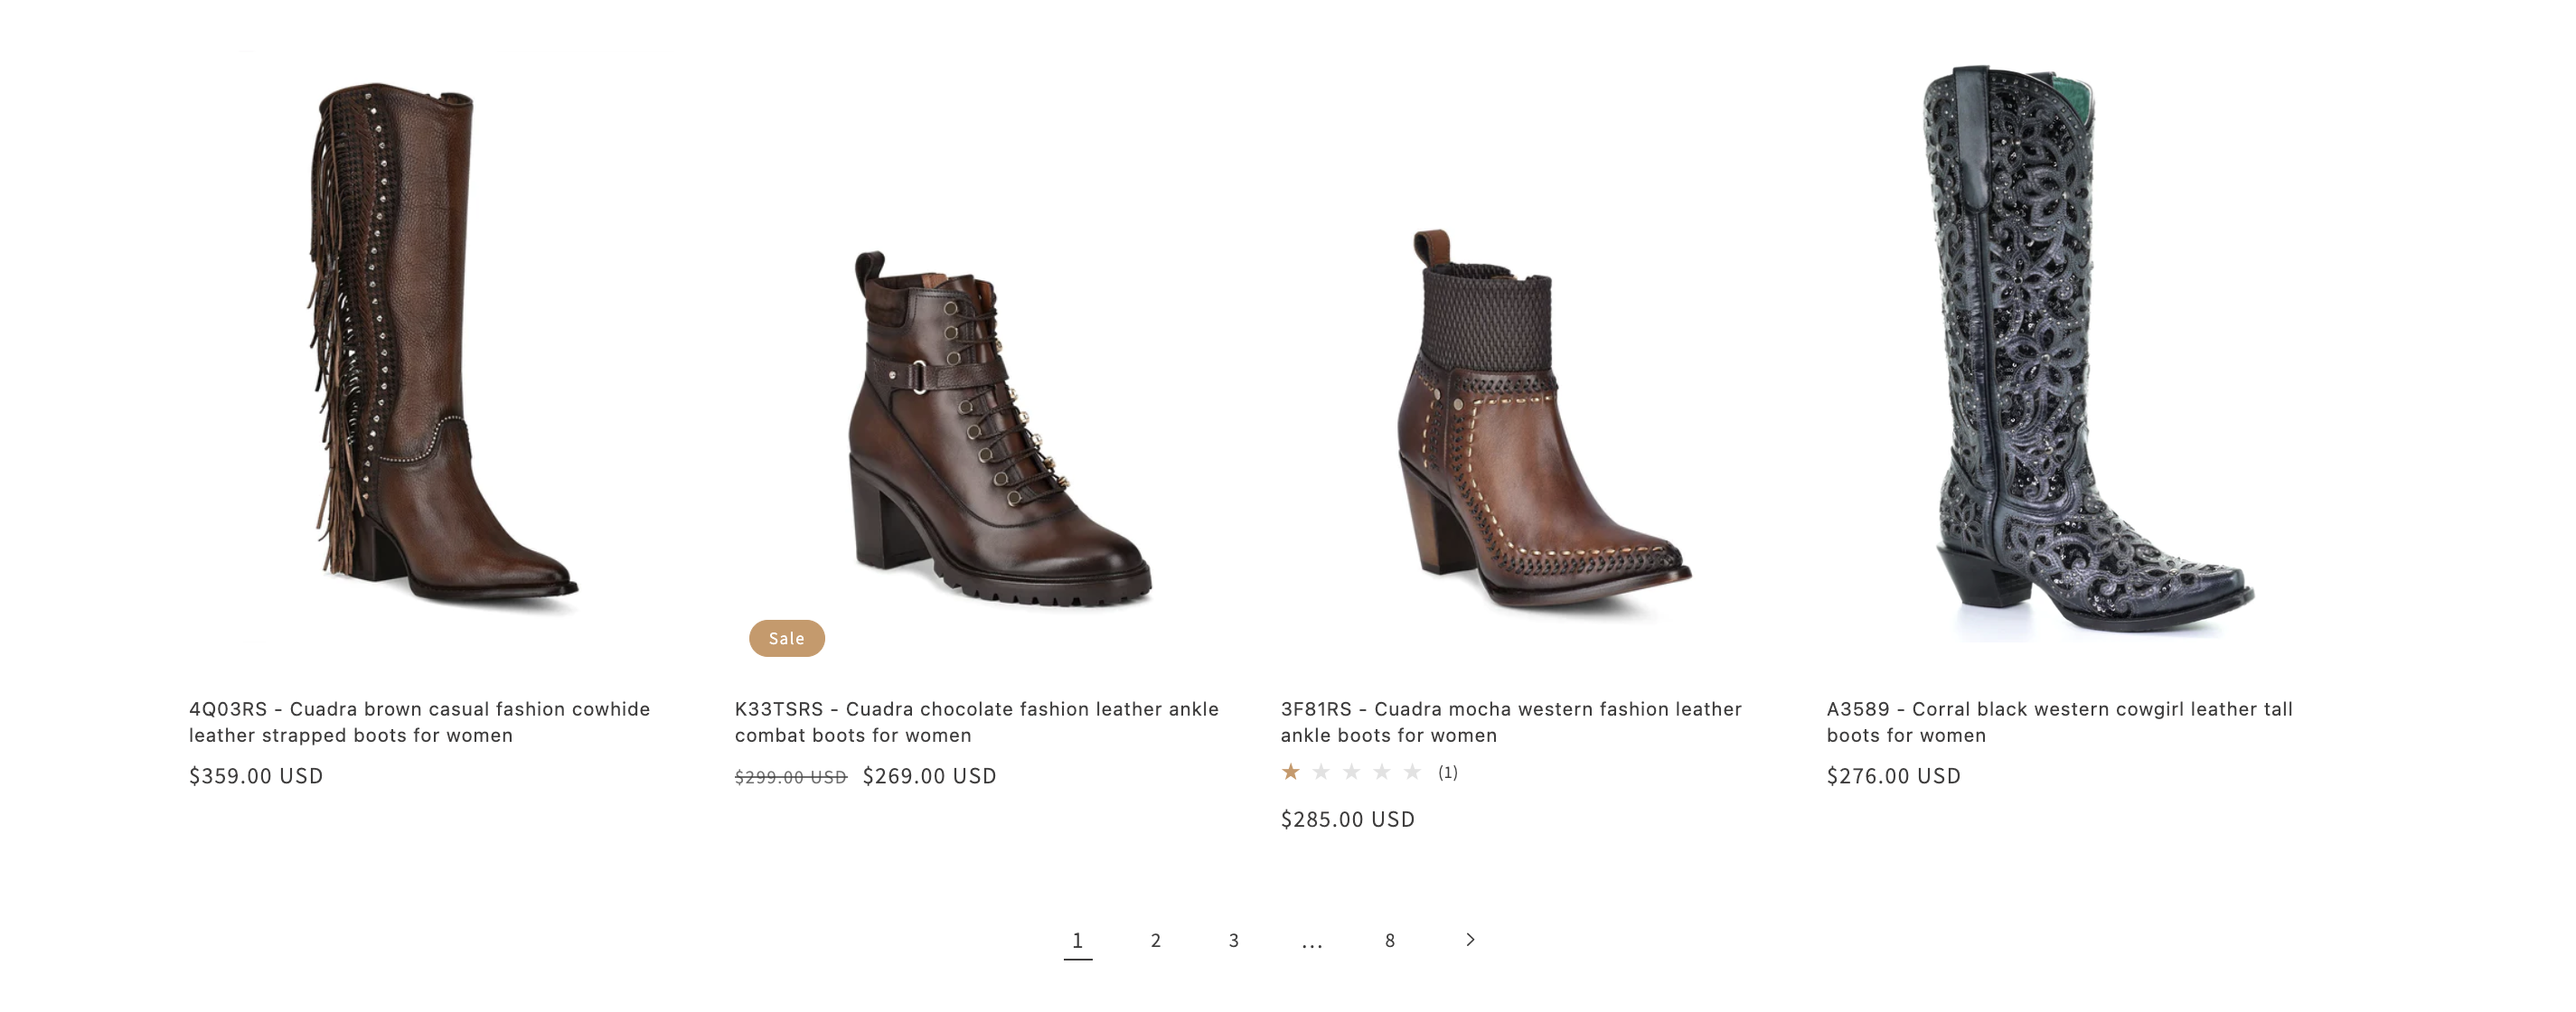 Sale
4Q03RS - Cuadra brown casual fashion cowhide
leather strapped boots for women
$359.00 USD
K33TSRS - Cuadra chocolate fashion leather ankle
combat boots for women
$299.00 USD $269.00 USD
3F81RS - Cuadra mocha western fashion leather
ankle boots for women
(1)
$285.00 USD
A3589 - Corral black western cowgirl leather tall
boots for women
$276.00 USD
1 2 3 ... 8